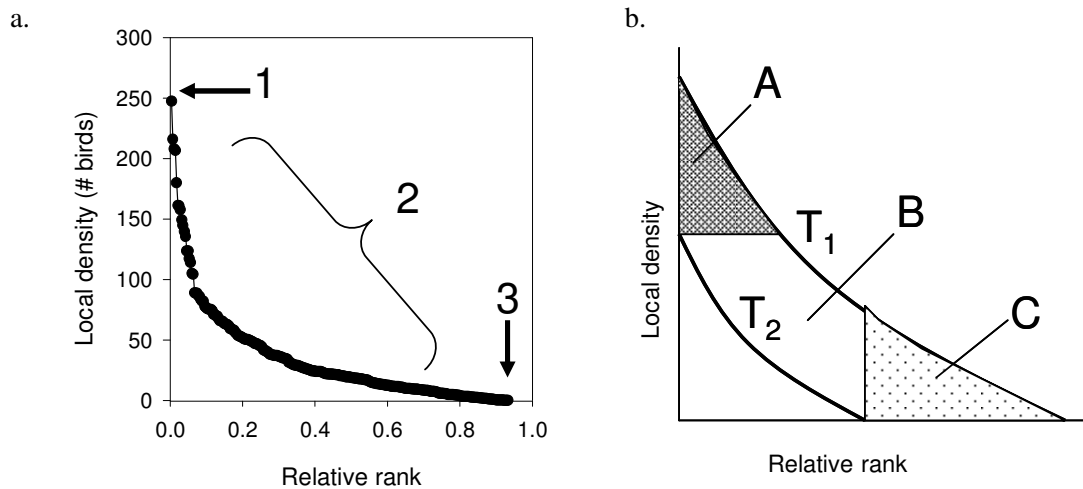 a.
300
250
200
150
100
50
0
Local density (# birds)
1
2
3
0.0 0.2 0.4 0.6 0.8 1.0
Relative rank
b.
A
B
C
T1
T2
Local density
Relative rank